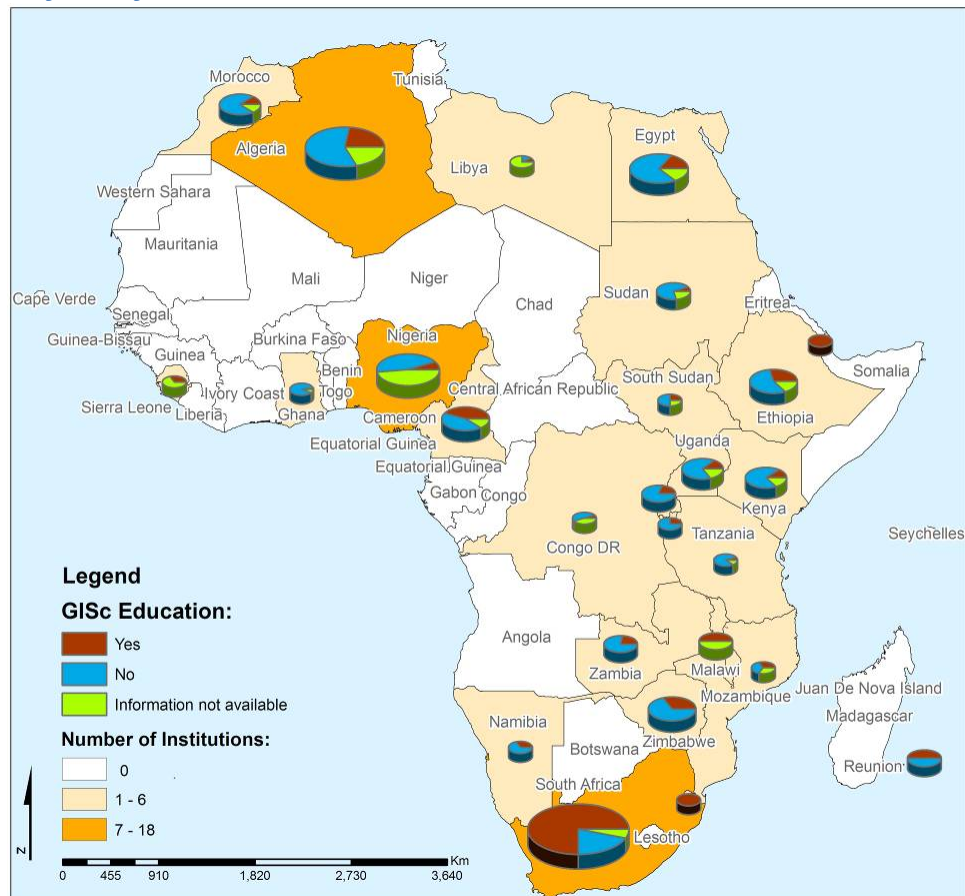 Morocco
Tunisia
Algeria
Libya
Egypt
Western Sahara
Mauritania
Mali
Niger
Chad
Sudan
Eritrea
Cape Verde
Senegal
Guinea-Bissau
Guinea
Burkina Faso
Nigeria
Benin
Togo
Ivory Coast
Ghana
Sierra Leone
Liberia
Cameroon
Central African Republic
South Sudan
Ethiopia
Somalia
Equatorial Guinea
Equatorial Guinea
Gabon
Congo
Uganda
Kenya
Congo DR
Tanzania
Seychelles
Angola
Zambia
Malawi
Mozambique
Juan De Nova Island
Madagascar
Reunion
Namibia
Botswana
Zimbabwe
South Africa
Lesotho
Legend
GISc Education:
Yes
No
Information not available
Number of Institutions:
0
1 - 6
7 - 18
N
Km
0 455 910 1,820 2,730 3,640